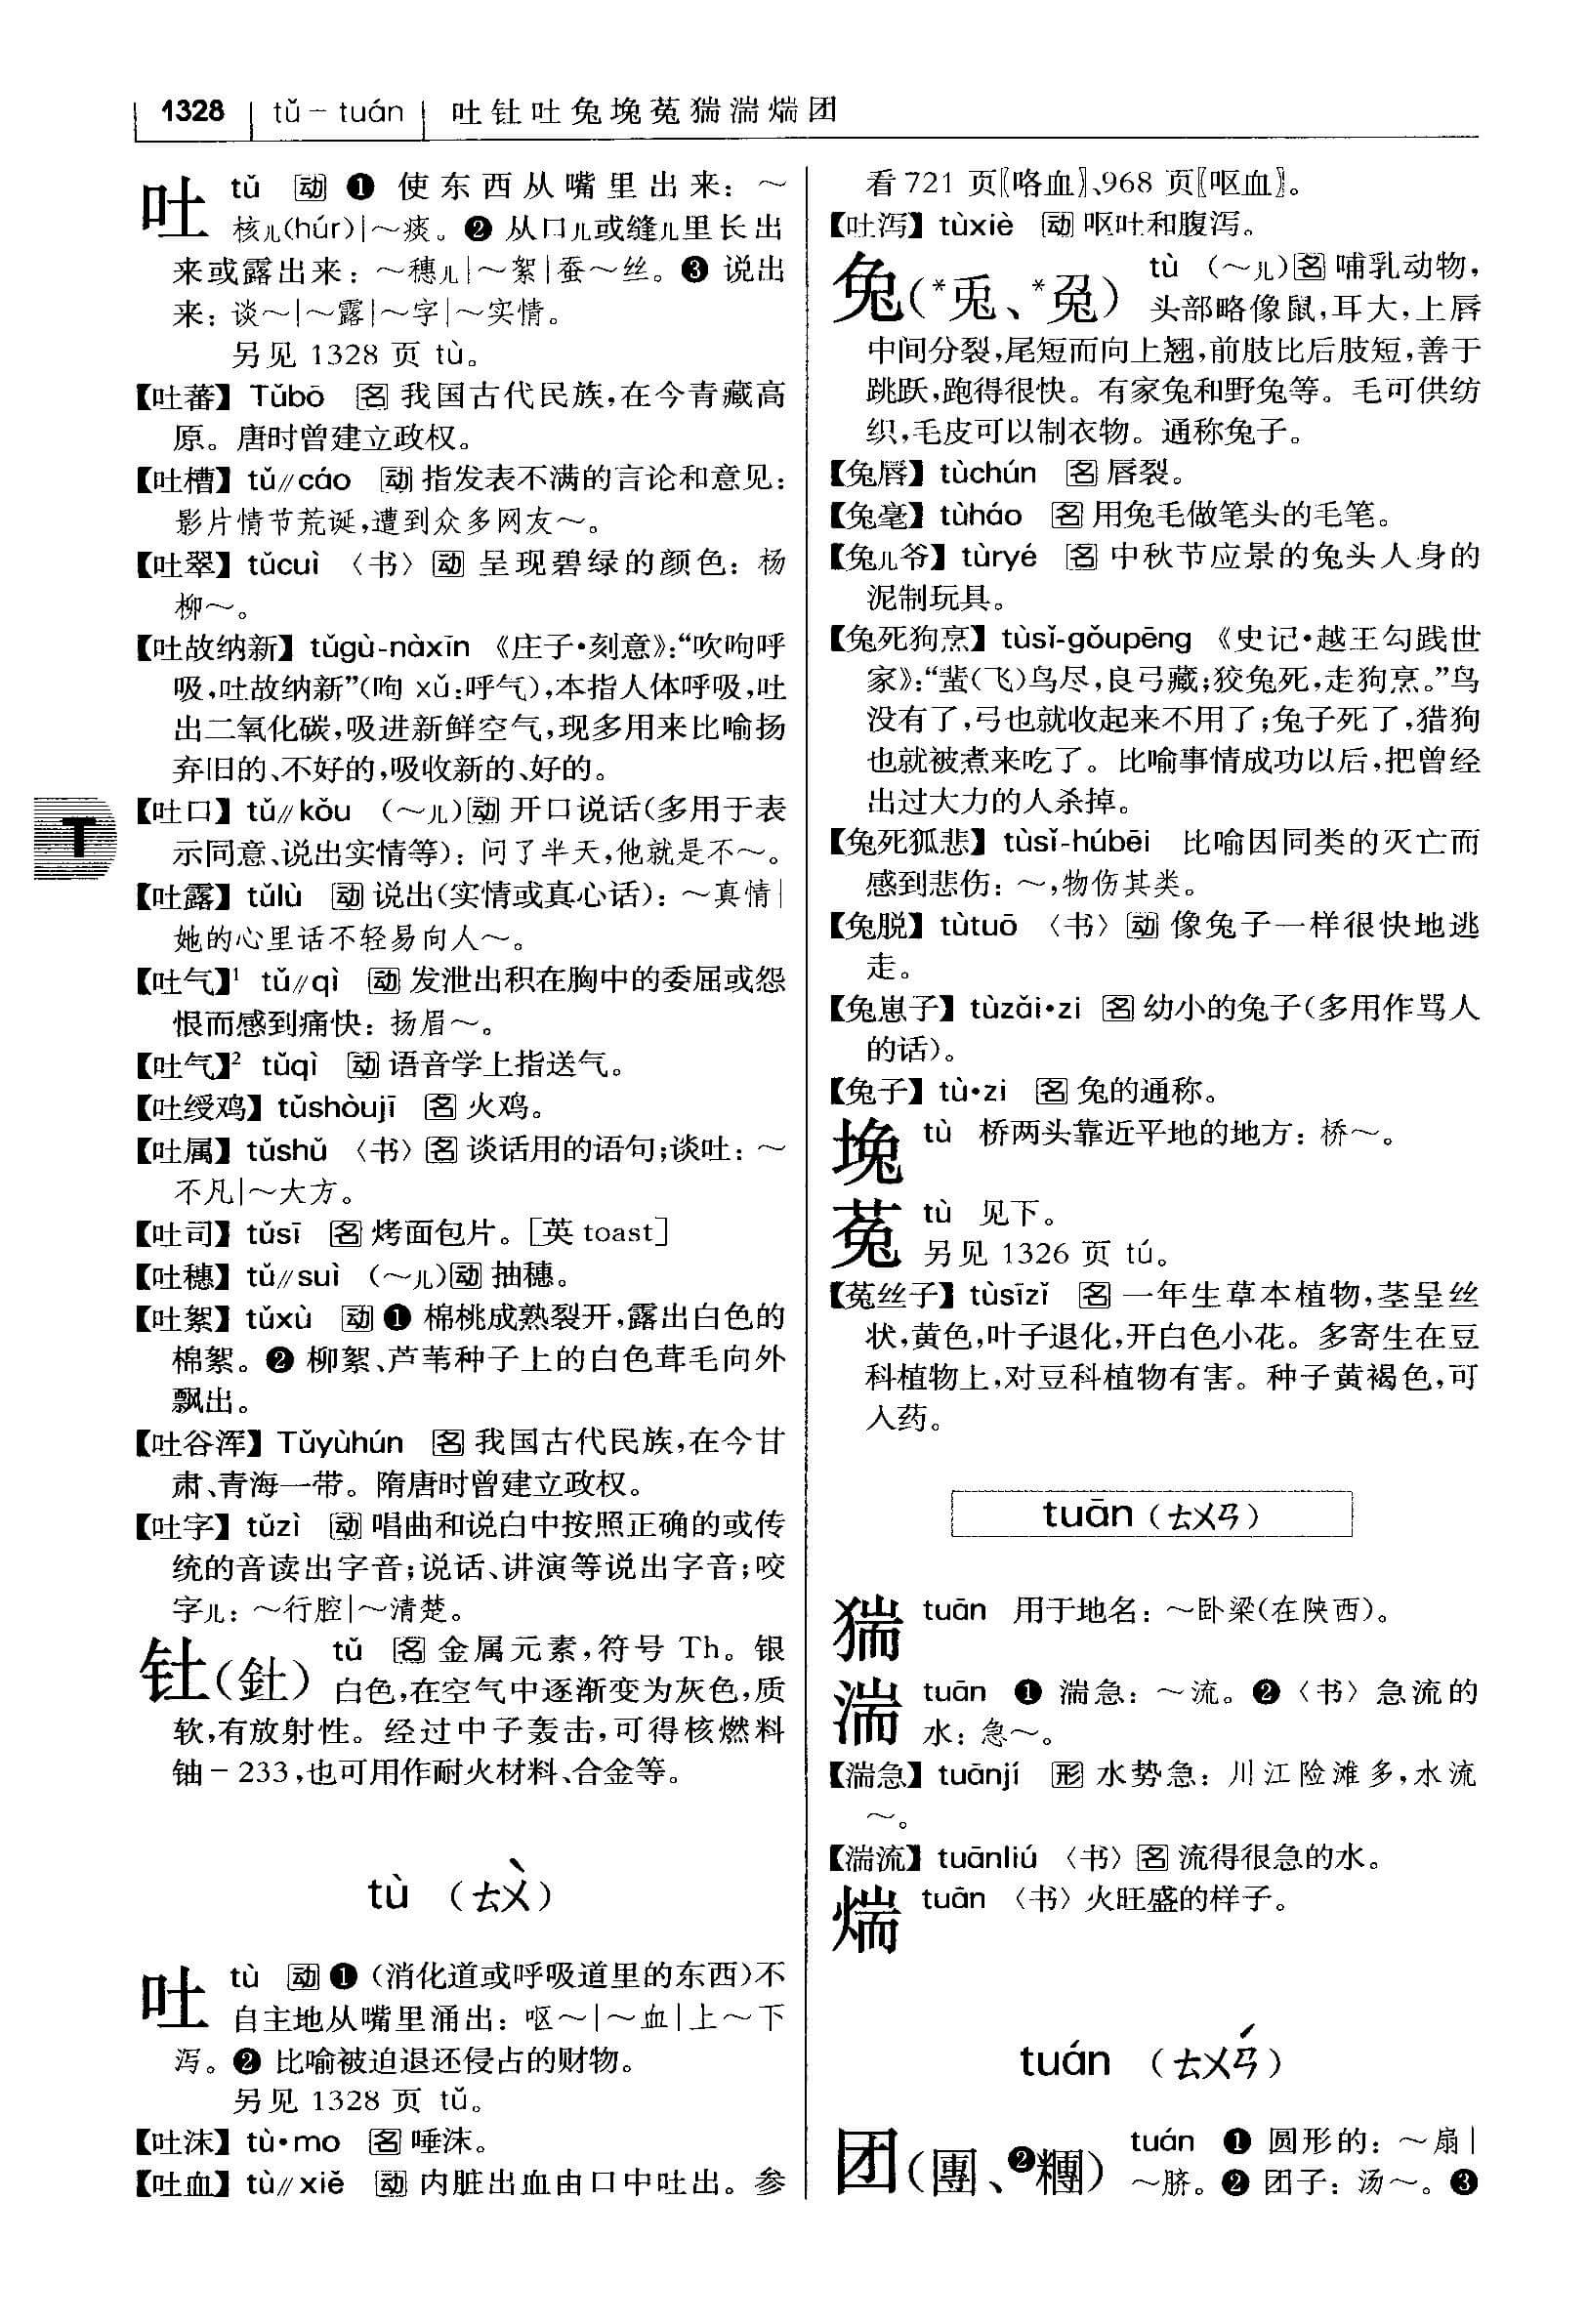 1328 tǔ-tuán 吐钍吐兔堍菟猯湍煓团
吐 tǔ 动 ❶ 使东西从嘴里出来：～
核儿(húr)|～痰。❷ 从口儿或缝儿里长出
来或露出来：～穗儿|～絮|蚕～丝。❸ 说出
来：谈～|～露|～字|～实情。
另见 1328 页 tù。
【吐蕃】Tǔbō 名 我国古代民族，在今青藏高
原。唐时曾建立政权。
【吐槽】tǔ//cáo 动 指发表不满的言论和意见：
影片情节荒诞，遭到众多网友～。
【吐翠】tǔcuì 〈书〉动 呈现碧绿的颜色：杨
柳～。
【吐故纳新】tǔgù-nàxīn 《庄子·刻意》：“吹呴呼
吸，吐故纳新”(呴 xǔ：呼气)，本指人体呼吸，吐
出二氧化碳，吸进新鲜空气，现多用来比喻扬
弃旧的、不好的，吸收新的、好的。
【吐口】tǔ//kǒu (～儿)动 开口说话(多用于表
示同意、说出实情等)：问了半天，他就是不～。
【吐露】tǔlù 动 说出(实情或真心话)：～真情|
她的心里话不轻易向人～。
【吐气】¹ tǔ//qì 动 发泄出积在胸中的委屈或怨
恨而感到痛快：扬眉～。
【吐气】² tǔqì 动 语音学上指送气。
【吐绶鸡】tǔshòujī 名 火鸡。
【吐属】tǔshǔ 〈书〉名 谈话用的语句；谈吐：～
不凡|～大方。
【吐司】tǔsī 名 烤面包片。[英 toast]
【吐穗】tǔ//suì (～儿)动 抽穗。
【吐絮】tǔxù 动 ❶ 棉桃成熟裂开，露出白色的
棉絮。❷ 柳絮、芦苇种子上的白色茸毛向外
飘出。
【吐谷浑】Tǔyùhún 名 我国古代民族，在今甘
肃、青海一带。隋唐时曾建立政权。
【吐字】tǔzì 动 唱曲和说白中按照正确的或传
统的音读出字音；说话、讲演等说出字音；咬
字儿：～行腔|～清楚。
钍(釷) tǔ 名 金属元素，符号 Th。银
白色，在空气中逐渐变为灰色，质
软，有放射性。经过中子轰击，可得核燃料
铀-233，也可用作耐火材料、合金等。
tù (ㄊㄨˋ)
吐 tù 动 ❶ (消化道或呼吸道里的东西)不
自主地从嘴里涌出：呕～|～血|上～下
泻。❷ 比喻被迫退还侵占的财物。
另见 1328 页 tǔ。
【吐沫】tù·mo 名 唾沫。
【吐血】tù//xiě 动 内脏出血由口中吐出。参
看 721 页〖咯血〗、968 页〖呕血〗。
【吐泻】tùxiè 动 呕吐和腹泻。
兔(*兎、*兔) tù (～儿)名 哺乳动物，
头部略像鼠，耳大，上唇
中间分裂，尾短而向上翘，前肢比后肢短，善于
跳跃，跑得很快。有家兔和野兔等。毛可供纺
织，毛皮可以制衣物。通称兔子。
【兔唇】tùchún 名 唇裂。
【兔毫】tùháo 名 用兔毛做笔头的毛笔。
【兔儿爷】tùryé 名 中秋节应景的兔头人身的
泥制玩具。
【兔死狗烹】tùsǐ-gǒupēng 《史记·越王勾践世
家》：“蜚(飞)鸟尽，良弓藏；狡兔死，走狗烹。”鸟
没有了，弓也就收起来不用了；兔子死了，猎狗
也就被煮来吃了。比喻事情成功以后，把曾经
出过大力的人杀掉。
【兔死狐悲】tùsǐ-húbēi 比喻因同类的灭亡而
感到悲伤：～，物伤其类。
【兔脱】tùtuō 〈书〉动 像兔子一样很快地逃
走。
【兔崽子】tùzǎi·zi 名 幼小的兔子(多用作骂人
的话)。
【兔子】tù·zi 名 兔的通称。
堍 tù 桥两头靠近平地的地方：桥～。
菟 tù 见下。
另见 1326 页 tú。
【菟丝子】tùsīzǐ 名 一年生草本植物，茎呈丝
状，黄色，叶子退化，开白色小花。多寄生在豆
科植物上，对豆科植物有害。种子黄褐色，可
入药。
tuān (ㄊㄨㄢ)
猯 tuān 用于地名：～卧梁(在陕西)。
湍 tuān ❶ 湍急：～流。❷〈书〉急流的
水：急～。
【湍急】tuānjí 形 水势急：川江险滩多，水流
～。
【湍流】tuānliú 〈书〉名 流得很急的水。
煓 tuān 〈书〉火旺盛的样子。
tuán (ㄊㄨㄢˊ)
团(團、❷糰) tuán ❶ 圆形的：～扇|
～脐。❷ 团子：汤～。❸
T